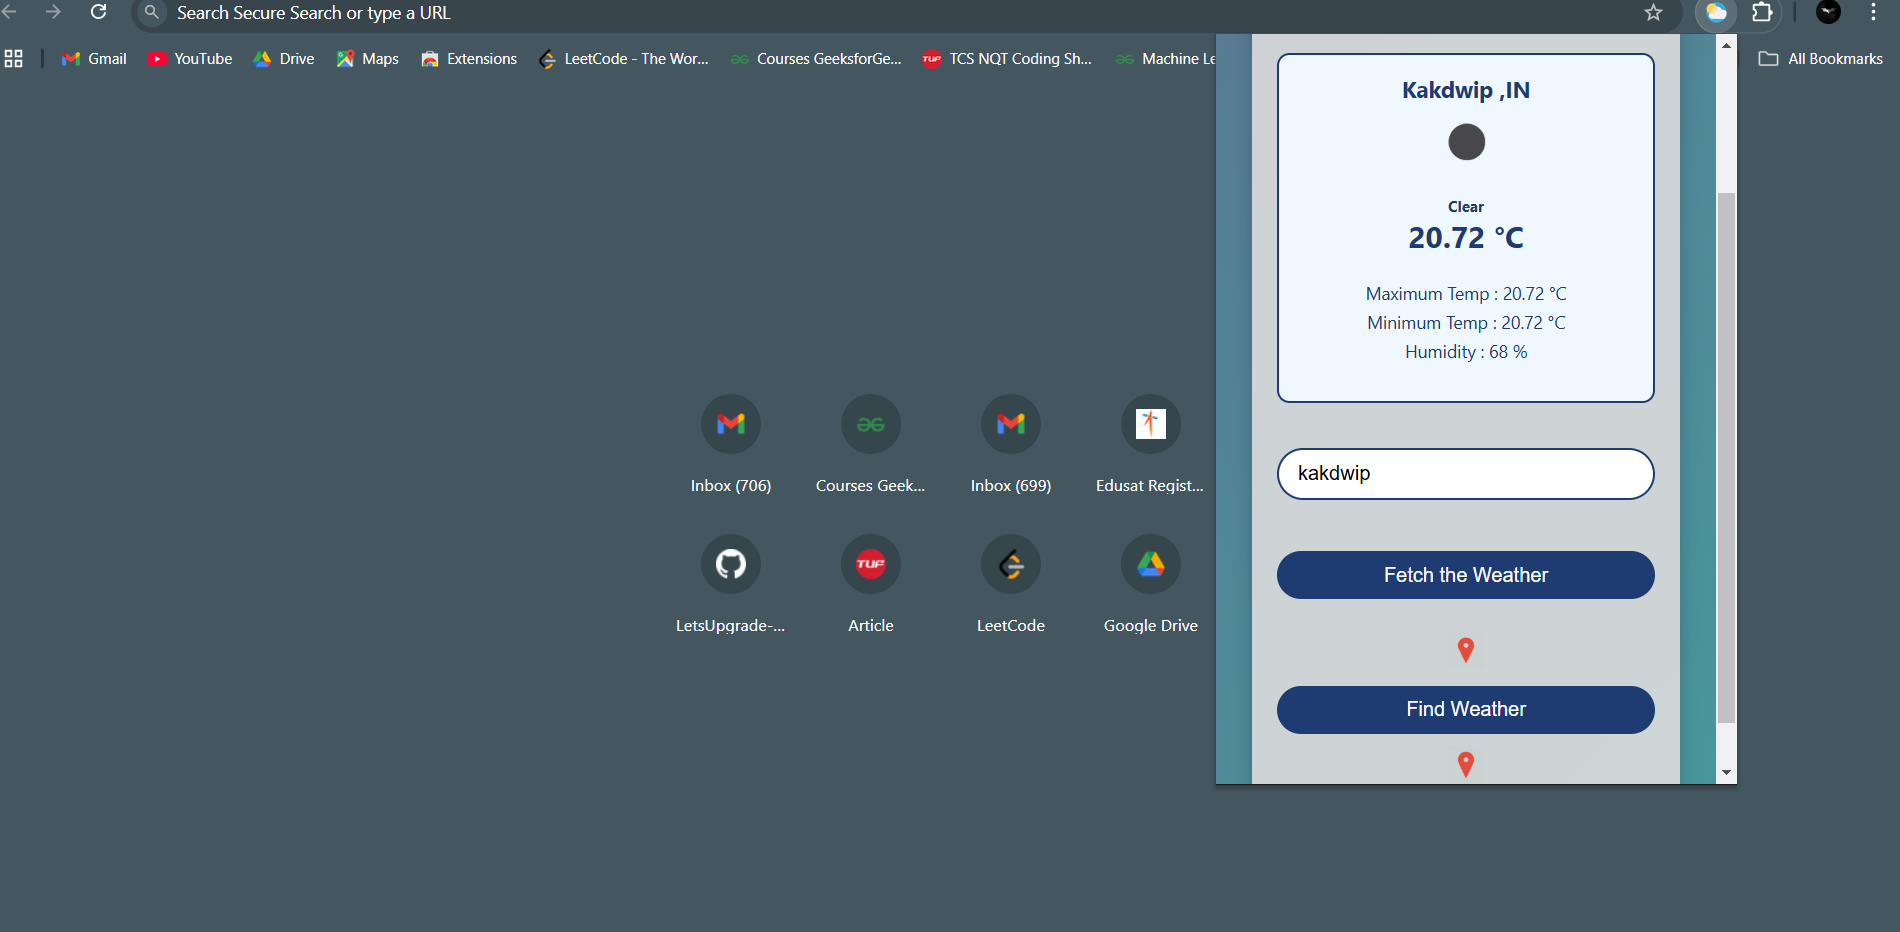 Search Secure Search or type a URL
Gmail YouTube Drive Maps Extensions LeetCode - The Wor... Courses GeeksforGe... TCS NQT Coding Sh... Machine Le All Bookmarks
Kakdwip ,IN
Clear
20.72 °C
Maximum Temp : 20.72 °C
Minimum Temp : 20.72 °C
Humidity : 68 %
kakdwip
Fetch the Weather
Find Weather
Inbox (706) Courses Geek... Inbox (699) Edusat Regist...
TUF
LetsUpgrade-... Article LeetCode Google Drive